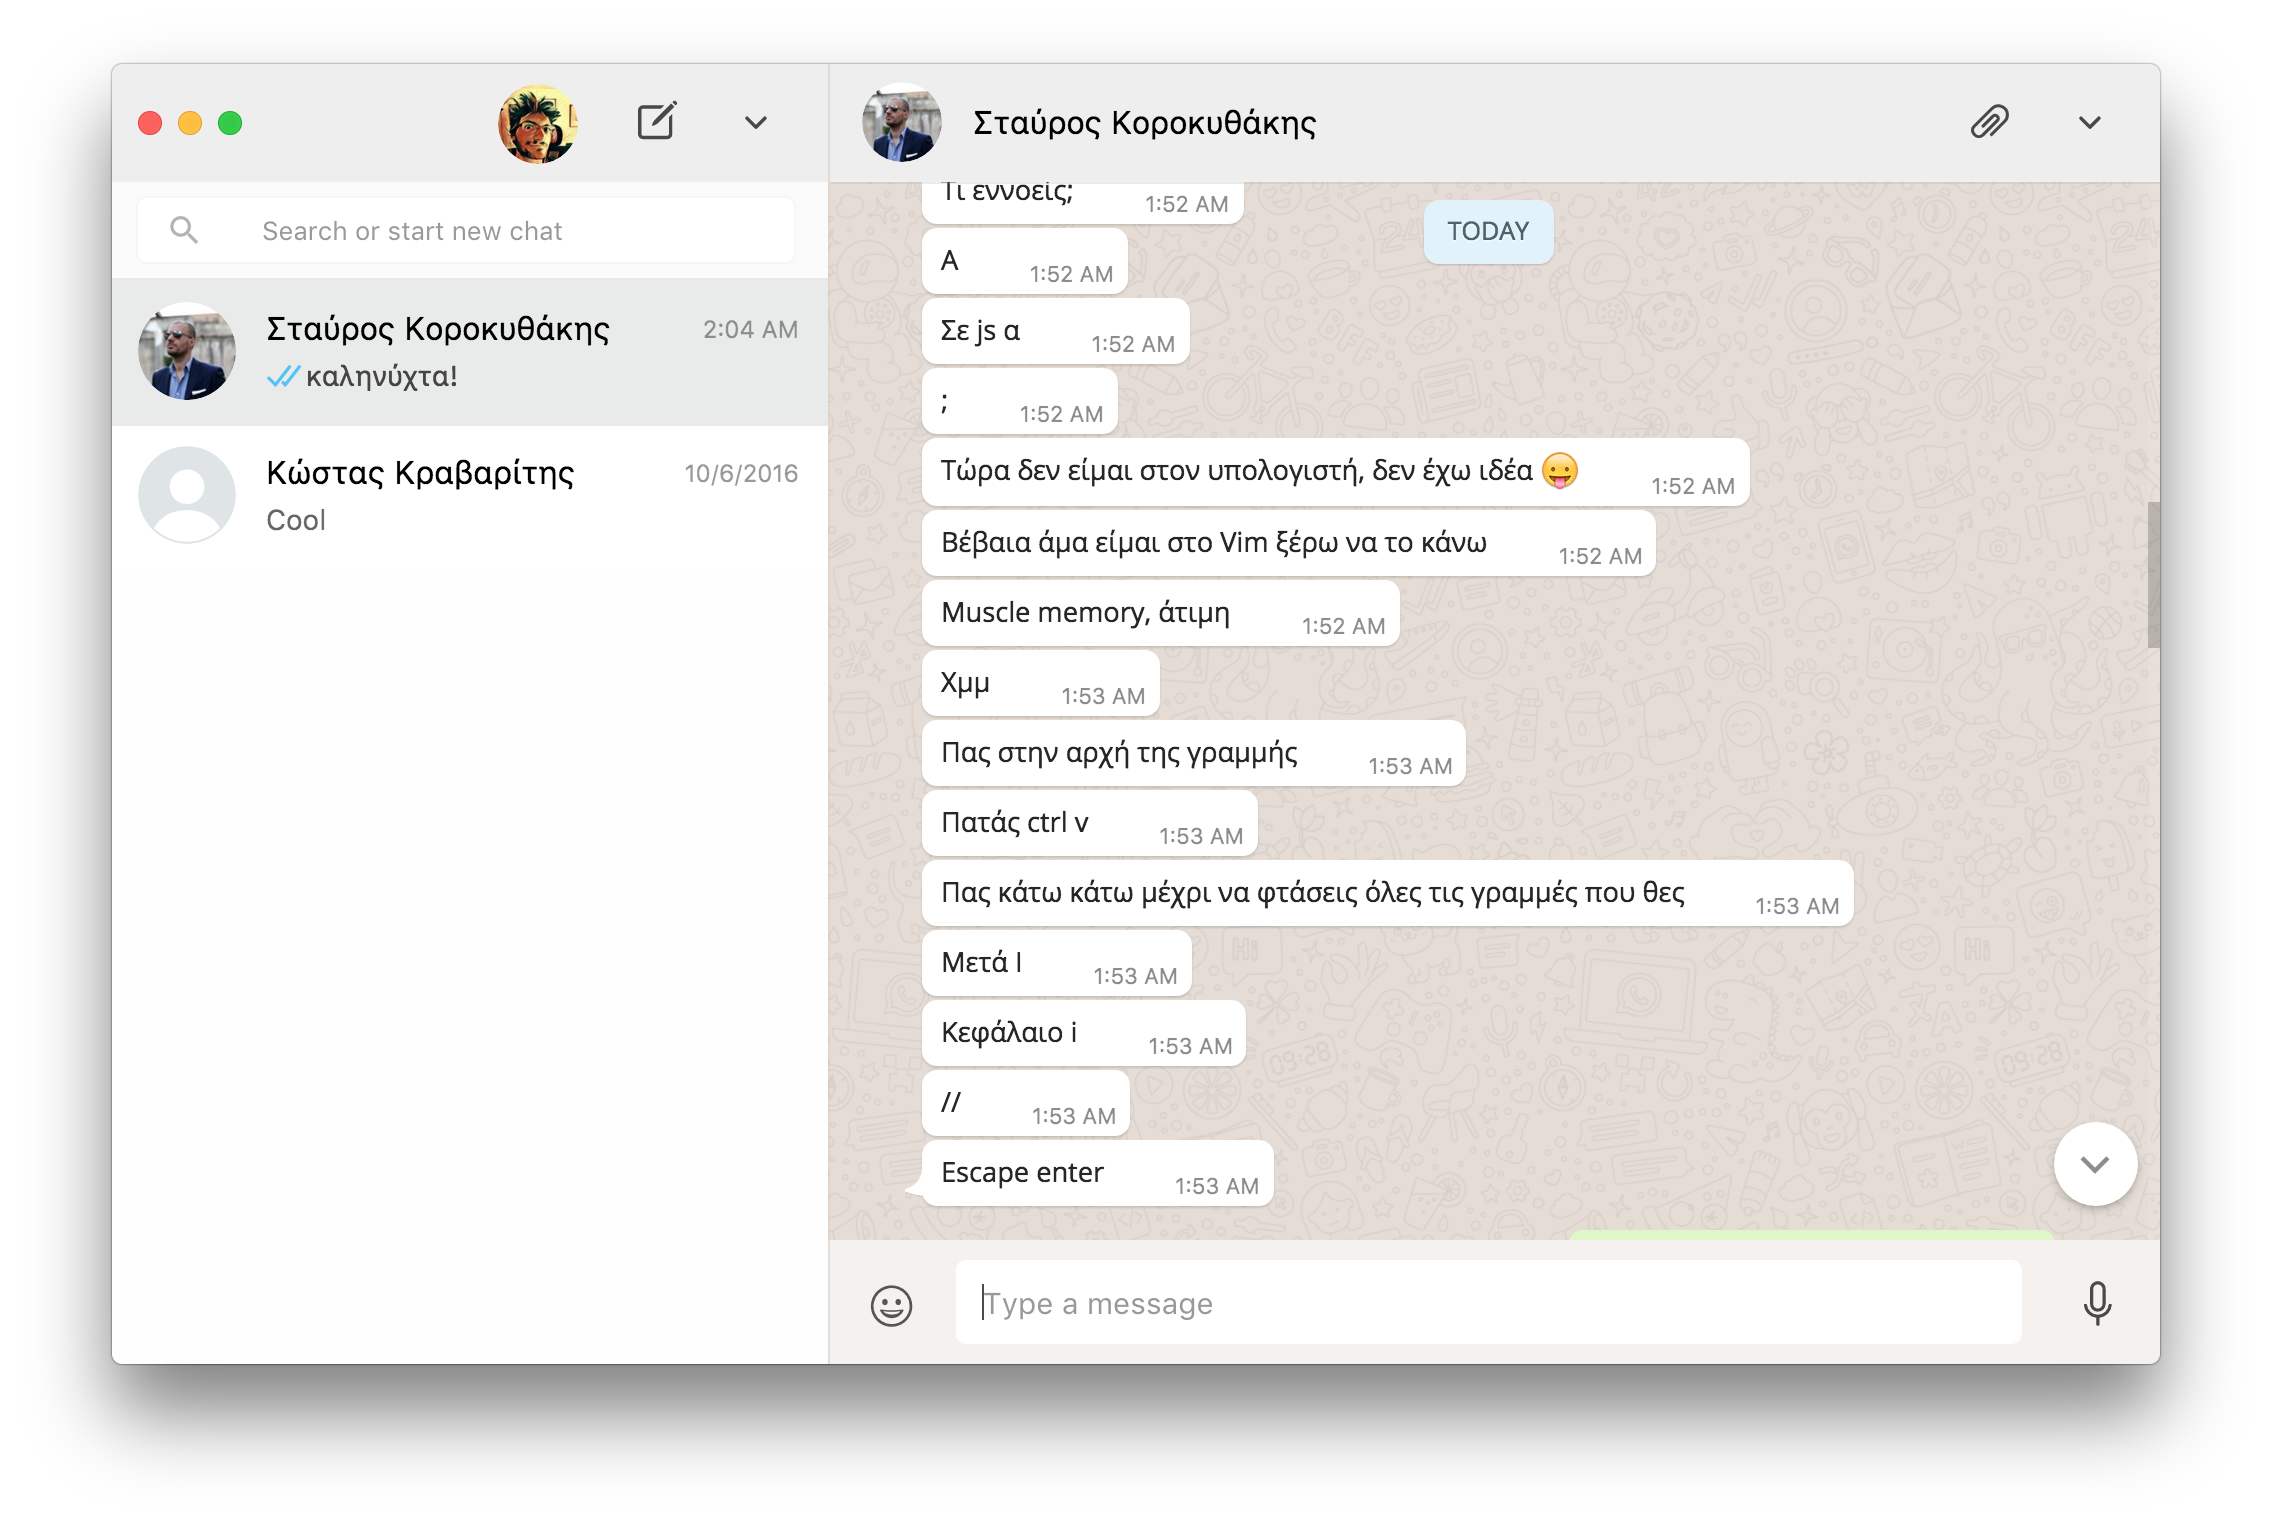 Search or start new chat
Σταύρος Κοροκυθάκης 2:04 AM
καληνύχτα!
Κώστας Κραβαρίτης 10/6/2016
Cool
Σταύρος Κοροκυθάκης
TODAY
Τι εννοείς; 1:52 AM
Α 1:52 AM
Σε js α 1:52 AM
; 1:52 AM
Τώρα δεν είμαι στον υπολογιστή, δεν έχω ιδέα 😛 1:52 AM
Βέβαια άμα είμαι στο Vim ξέρω να το κάνω 1:52 AM
Muscle memory, άτιμη 1:52 AM
Χμμ 1:53 AM
Πας στην αρχή της γραμμής 1:53 AM
Πατάς ctrl v 1:53 AM
Πας κάτω κάτω μέχρι να φτάσεις όλες τις γραμμές που θες 1:53 AM
Μετά I 1:53 AM
Κεφάλαιο i 1:53 AM
// 1:53 AM
Escape enter 1:53 AM
Type a message